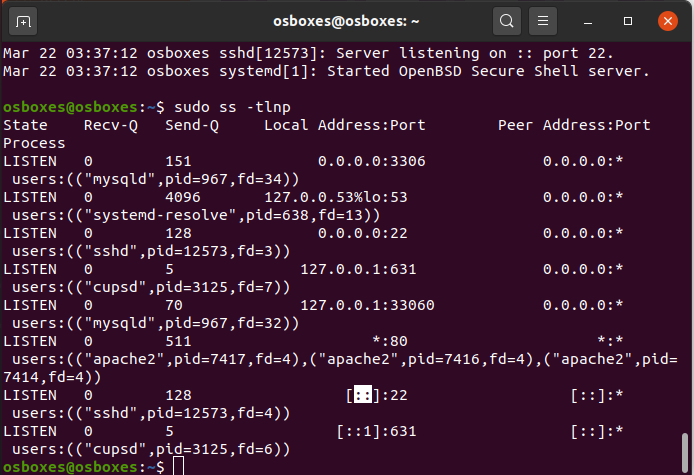 osboxes@osboxes: ~
Mar 22 03:37:12 osboxes sshd[12573]: Server listening on :: port 22.
Mar 22 03:37:12 osboxes systemd[1]: Started OpenBSD Secure Shell server.
osboxes@osboxes:~$ sudo ss -tlnp
State Recv-Q Send-Q Local Address:Port Peer Address:Port
Process
LISTEN 0 151 0.0.0.0:3306 0.0.0.0:*
users:(("mysqld",pid=967,fd=34))
LISTEN 0 4096 127.0.0.53%lo:53 0.0.0.0:*
users:(("systemd-resolve",pid=638,fd=13))
LISTEN 0 128 0.0.0.0:22 0.0.0.0:*
users:(("sshd",pid=12573,fd=3))
LISTEN 0 5 127.0.0.1:631 0.0.0.0:*
users:(("cupsd",pid=3125,fd=7))
LISTEN 0 70 127.0.0.1:33060 0.0.0.0:*
users:(("mysqld",pid=967,fd=32))
LISTEN 0 511 *:80 *:*
users:(("apache2",pid=7417,fd=4),("apache2",pid=7416,fd=4),("apache2",pid=
7414,fd=4))
LISTEN 0 128 [::]:22 [::]:*
users:(("sshd",pid=12573,fd=4))
LISTEN 0 5 [::1]:631 [::]:*
users:(("cupsd",pid=3125,fd=6))
osboxes@osboxes:~$